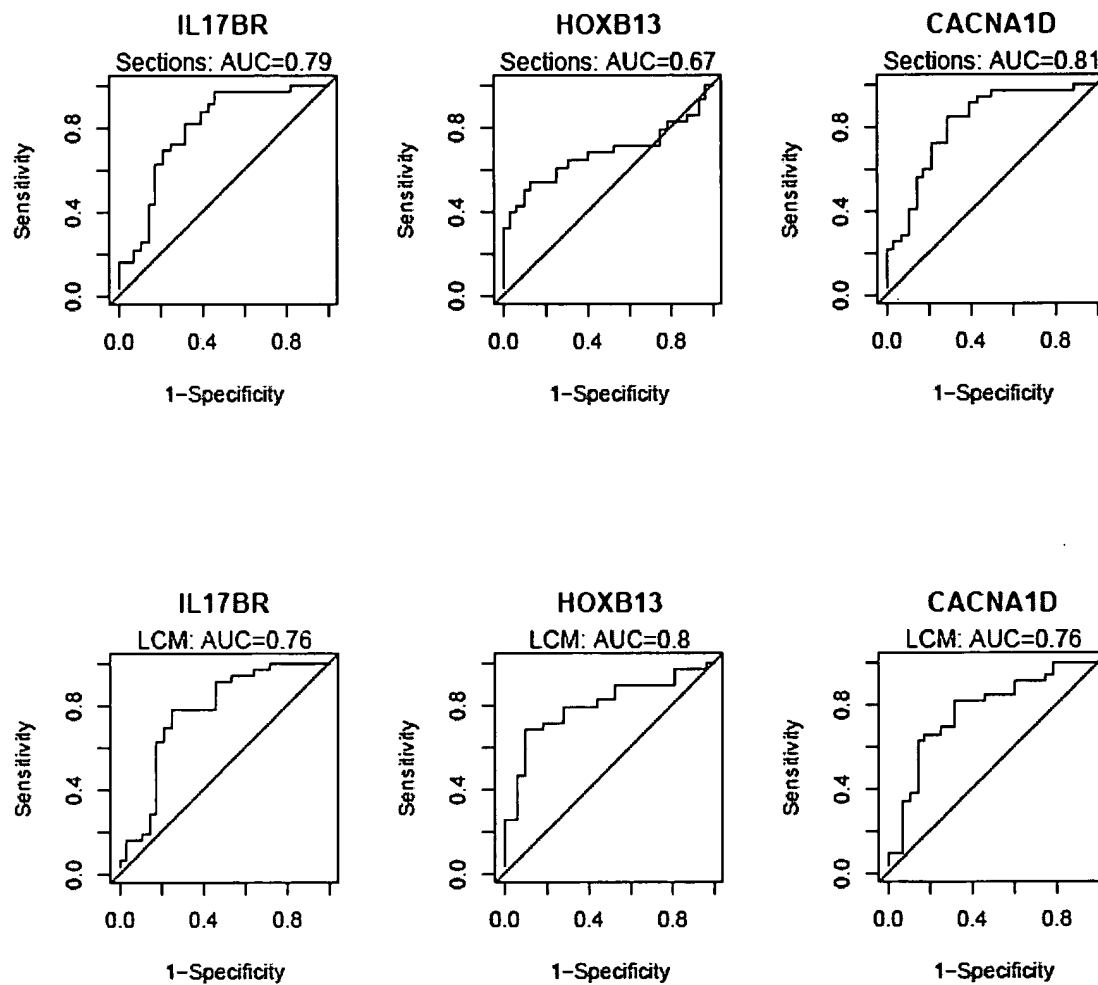 IL17BR
Sections: AUC=0.79
Sensitivity
0.0 0.4 0.8
0.0 0.4 0.8
1-Specificity
HOXB13
Sections: AUC=0.67
Sensitivity
0.0 0.4 0.8
0.0 0.4 0.8
1-Specificity
CACNA1D
Sections: AUC=0.81
Sensitivity
0.0 0.4 0.8
0.0 0.4 0.8
1-Specificity
IL17BR
LCM: AUC=0.76
Sensitivity
0.0 0.4 0.8
0.0 0.4 0.8
1-Specificity
HOXB13
LCM: AUC=0.8
Sensitivity
0.0 0.4 0.8
0.0 0.4 0.8
1-Specificity
CACNA1D
LCM: AUC=0.76
Sensitivity
0.0 0.4 0.8
0.0 0.4 0.8
1-Specificity